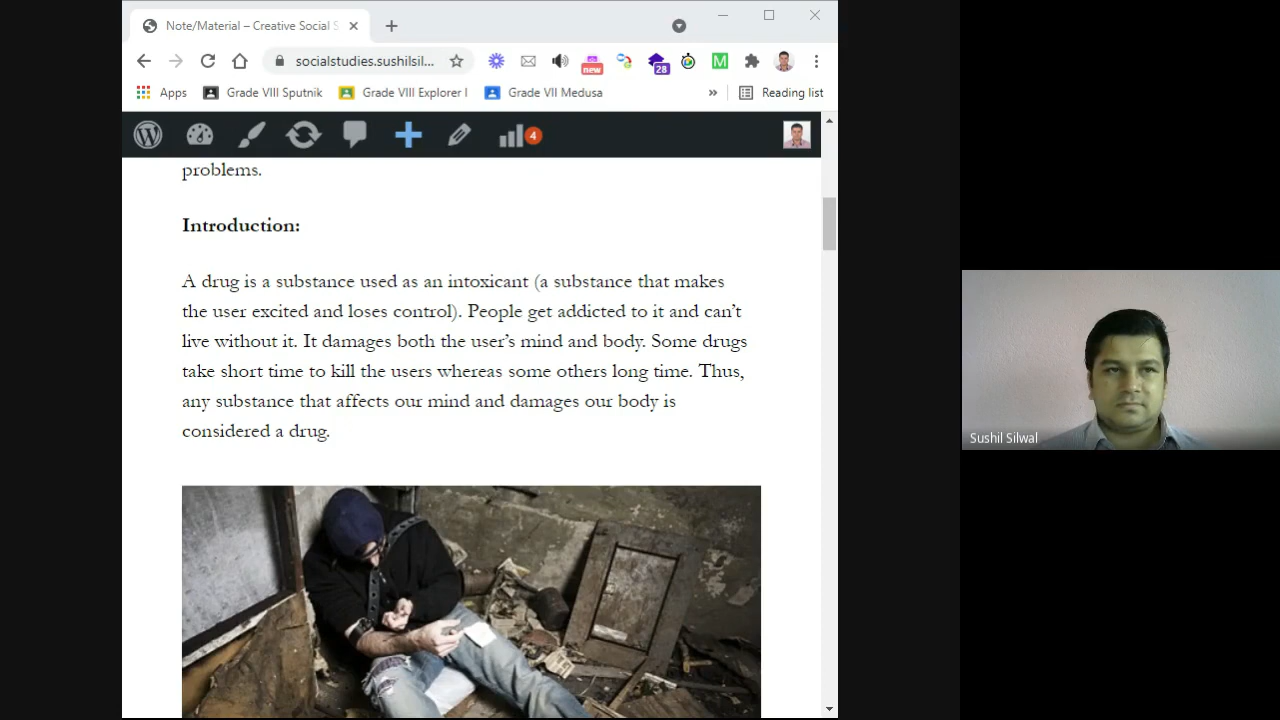 Note/Material – Creative Social S
socialstudies.sushilsil...
new
28
M
Apps
Grade VIII Sputnik
Grade VIII Explorer I
Grade VII Medusa
»
Reading list
4
problems.
Introduction:
A drug is a substance used as an intoxicant (a substance that makes
the user excited and loses control). People get addicted to it and can't
live without it. It damages both the user's mind and body. Some drugs
take short time to kill the users whereas some others long time. Thus,
any substance that affects our mind and damages our body is
considered a drug.
Sushil Silwal